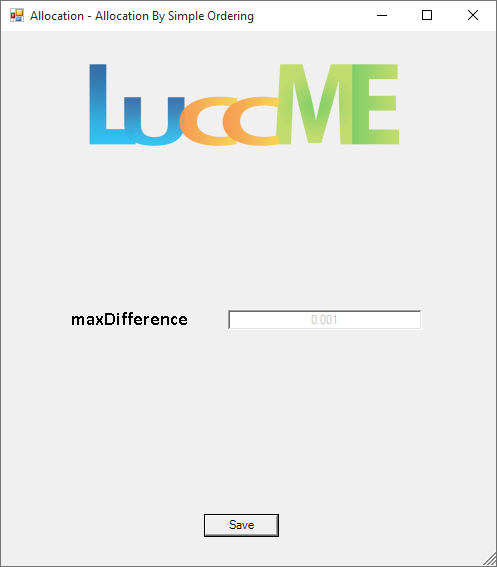 Allocation - Allocation By Simple Ordering
LuccME
maxDifference
0.001
Save